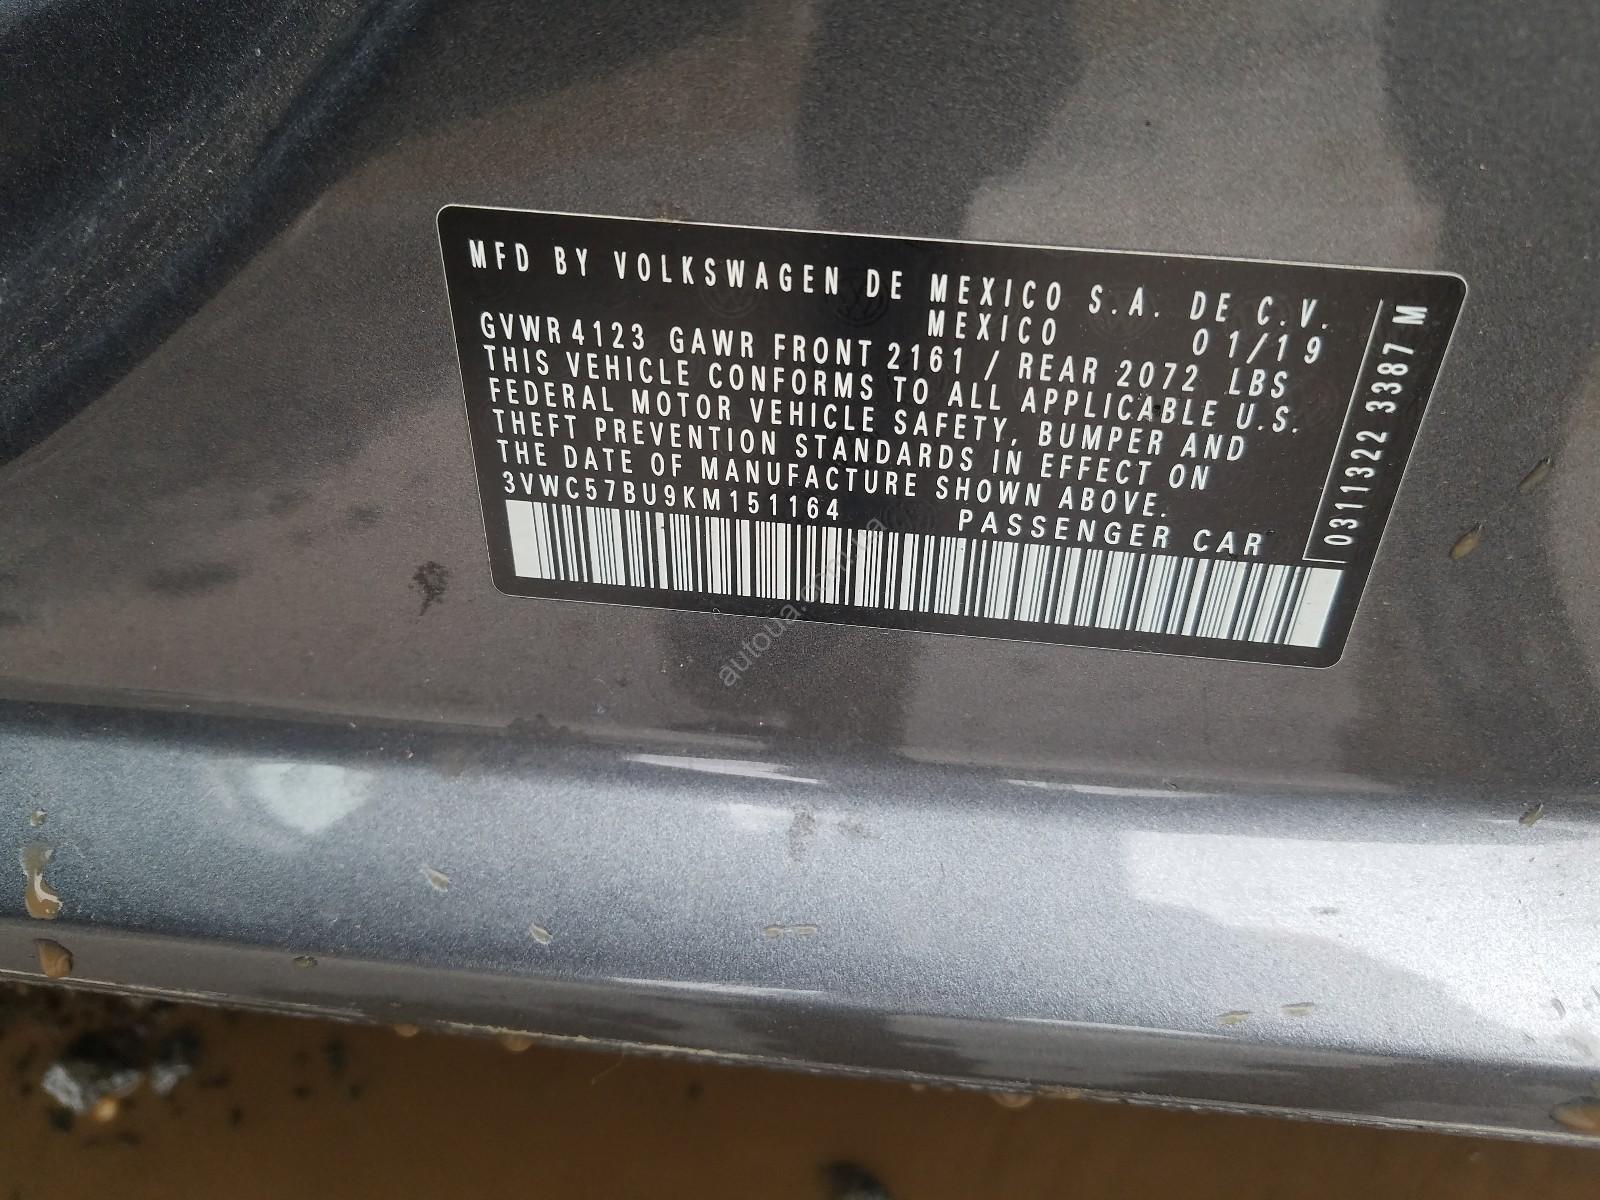 MFD BY VOLKSWAGEN DE MEXICO S.A. DE C.V.
MEXICO 01/19
GVWR 4123 GAWR FRONT 2161 / REAR 2072 LBS
THIS VEHICLE CONFORMS TO ALL APPLICABLE U.S.
FEDERAL MOTOR VEHICLE SAFETY, BUMPER AND
THEFT PREVENTION STANDARDS IN EFFECT ON
THE DATE OF MANUFACTURE SHOWN ABOVE.
3VWC57BU9KM151164
PASSENGER CAR
0311322 3387 M